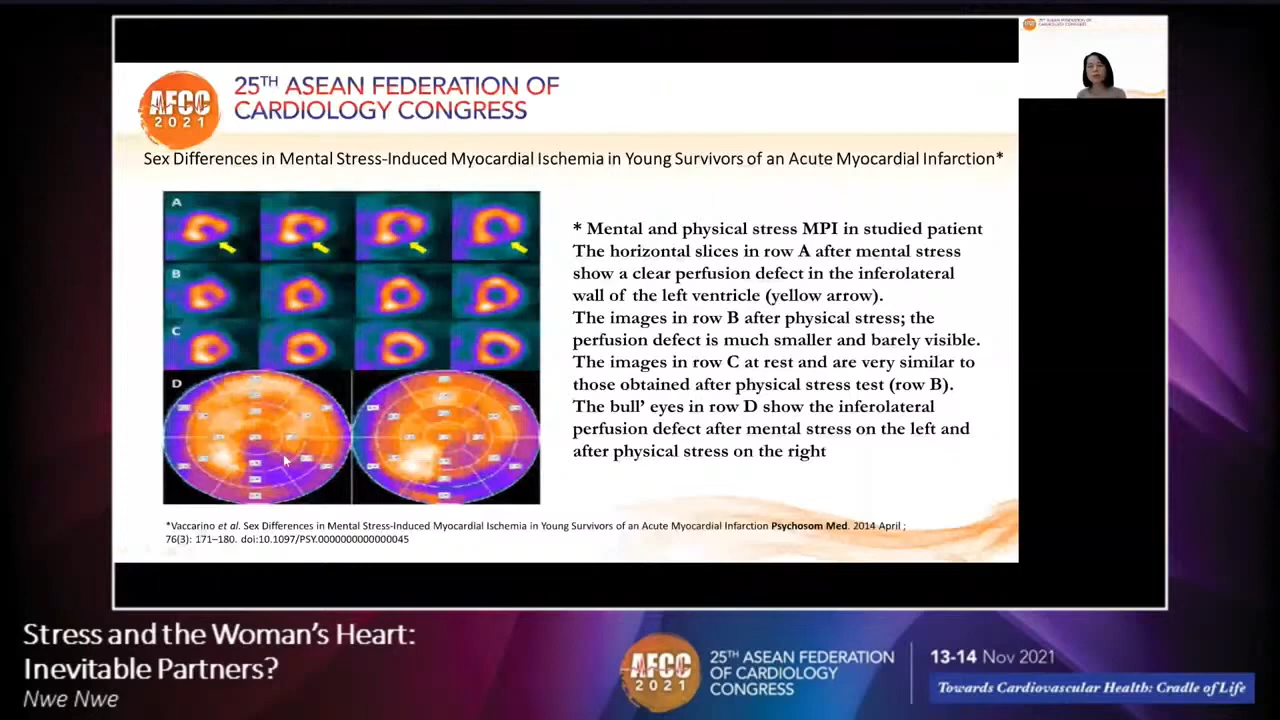 25TH ASEAN FEDERATION OF
CARDIOLOGY CONGRESS
AFCC
2021
25TH ASEAN FEDERATION OF
CARDIOLOGY CONGRESS
Sex Differences in Mental Stress-Induced Myocardial Ischemia in Young Survivors of an Acute Myocardial Infarction*
A
B
C
D
* Mental and physical stress MPI in studied patient
The horizontal slices in row A after mental stress
show a clear perfusion defect in the inferolateral
wall of the left ventricle (yellow arrow).
The images in row B after physical stress; the
perfusion defect is much smaller and barely visible.
The images in row C at rest and are very similar to
those obtained after physical stress test (row B).
The bull' eyes in row D show the inferolateral
perfusion defect after mental stress on the left and
after physical stress on the right
*Vaccarino et al. Sex Differences in Mental Stress-Induced Myocardial Ischemia in Young Survivors of an Acute Myocardial Infarction Psychosom Med. 2014 April ;
76(3): 171–180. doi:10.1097/PSY.0000000000000045
Stress and the Woman's Heart:
Inevitable Partners?
Nwe Nwe
AFCC
2021
25TH ASEAN FEDERATION
OF CARDIOLOGY
CONGRESS
13-14 Nov 2021
Towards Cardiovascular Health: Cradle of Life